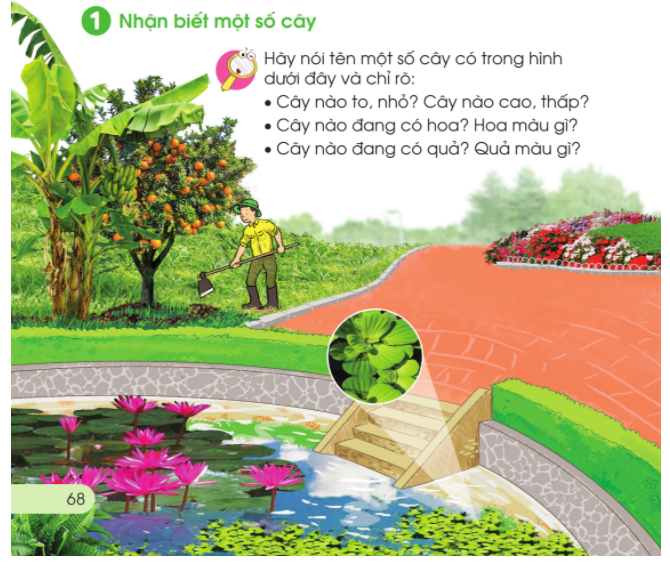 1 Nhận biết một số cây
Hãy nói tên một số cây có trong hình
dưới đây và chỉ rõ:
• Cây nào to, nhỏ? Cây nào cao, thấp?
• Cây nào đang có hoa? Hoa màu gì?
• Cây nào đang có quả? Quả màu gì?
68